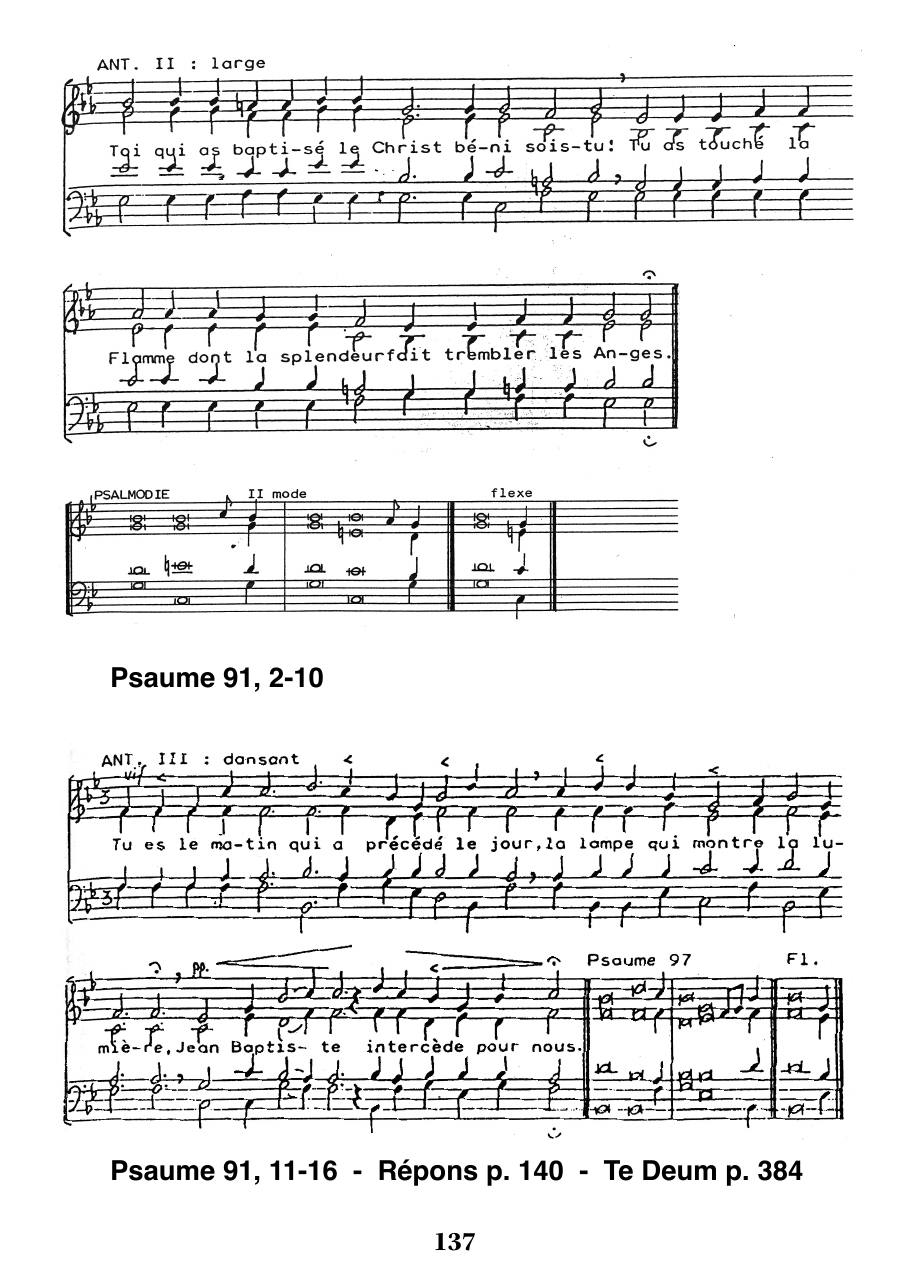 ANT. II : large
Toi qui as bapti-sé le Christ bé-ni sois-tu! Tu as touché la
Flamme dont la splendeur fait trembler les An-ges.
PSALMODIE II mode flexe
Psaume 91, 2-10
ANT. III : dansant
vif
3
Tu es le ma-tin qui a précédé le jour, la lampe qui montre la lu-
3
pp. Psaume 97 Fl.
miè-re, Jean Baptis- te intercède pour nous.
Psaume 91, 11-16 - Répons p. 140 - Te Deum p. 384
137